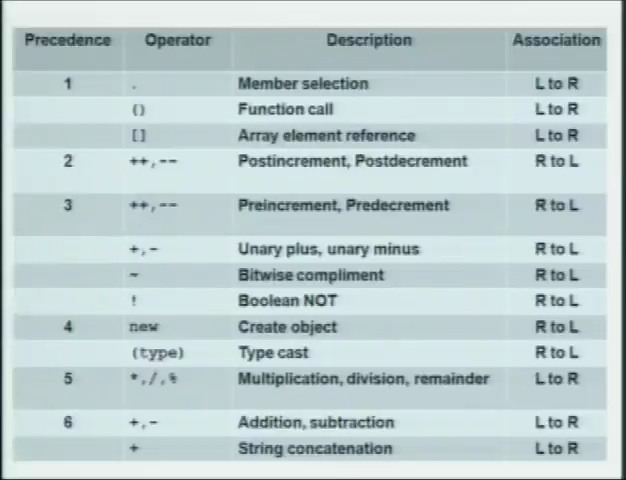 Precedence Operator Description Association
1 . Member selection L to R
() Function call L to R
[] Array element reference L to R
2 ++,-- Postincrement, Postdecrement R to L
3 ++,-- Preincrement, Predecrement R to L
+,- Unary plus, unary minus R to L
~ Bitwise compliment R to L
! Boolean NOT R to L
4 new Create object R to L
(type) Type cast R to L
5 *,/,% Multiplication, division, remainder L to R
6 +,- Addition, subtraction L to R
+ String concatenation L to R